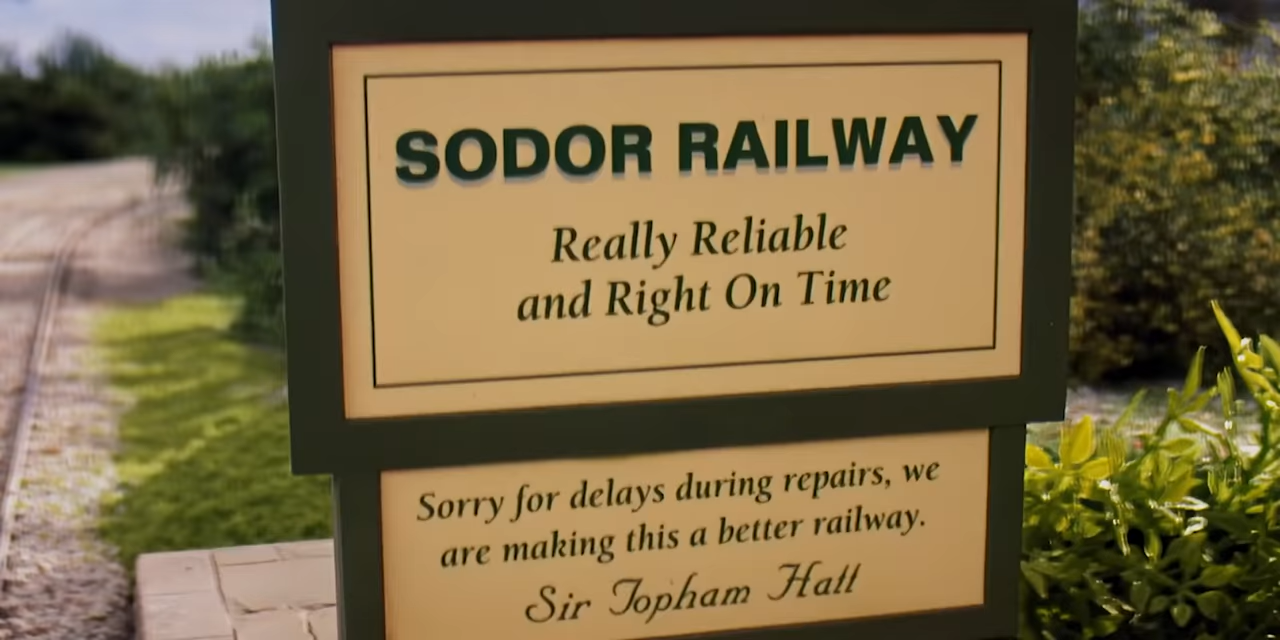 SODOR RAILWAY
Really Reliable
and Right On Time
Sorry for delays during repairs, we
are making this a better railway.
Sir Topham Hatt